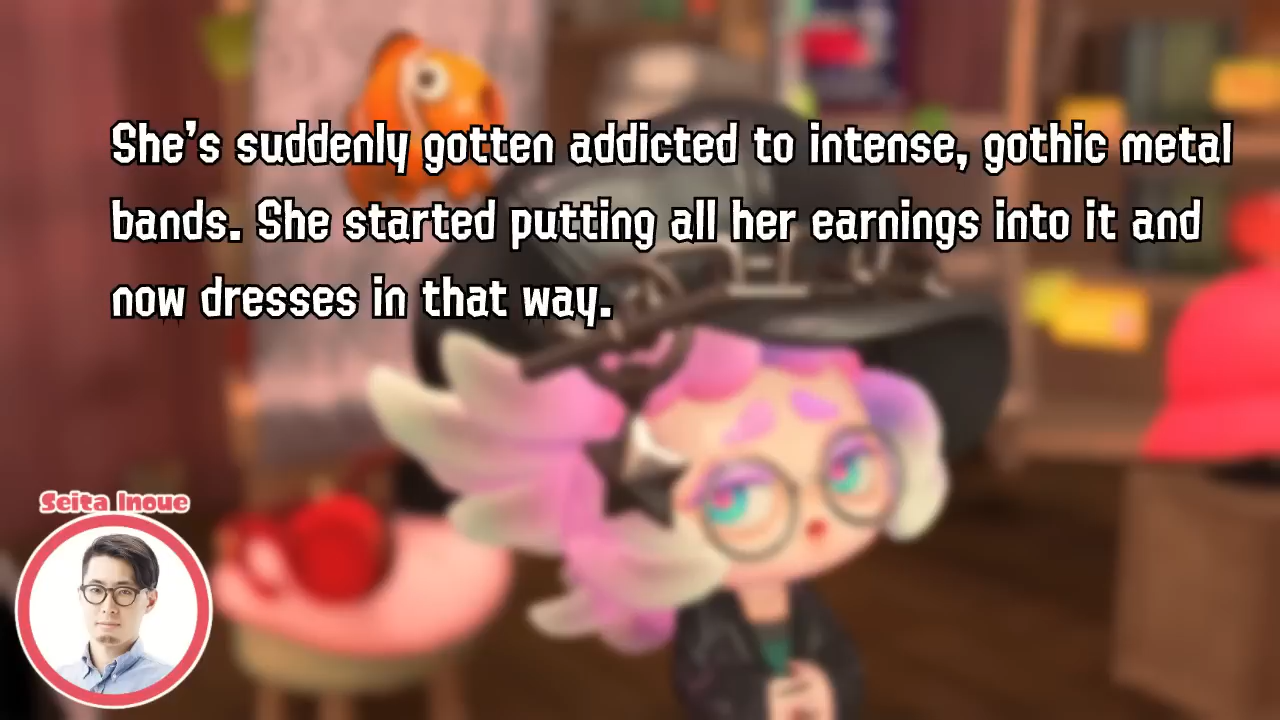 She's suddenly gotten addicted to intense, gothic metal
bands. She started putting all her earnings into it and
now dresses in that way.
Seita Inoue